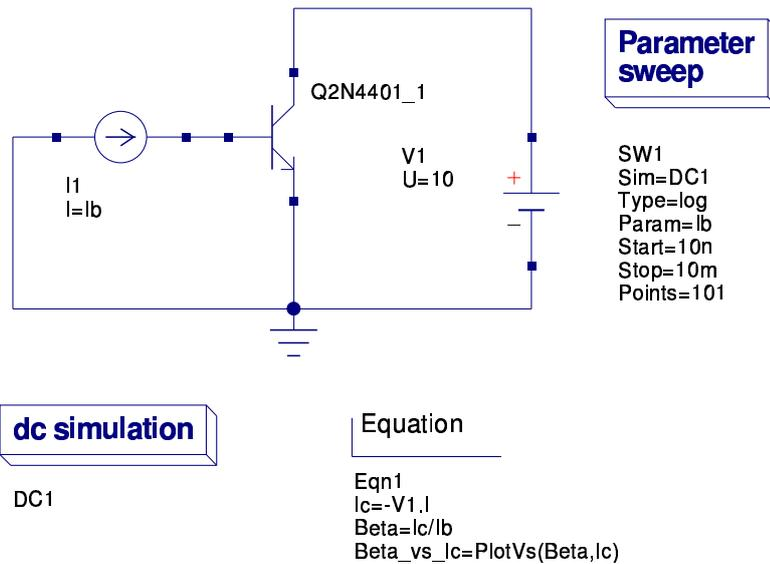 Parameter
sweep
Q2N4401_1
V1
U=10
+
−
I1
I=Ib
SW1
Sim=DC1
Type=log
Param=Ib
Start=10n
Stop=10m
Points=101
dc simulation
DC1
Equation
Eqn1
Ic=-V1.I
Beta=Ic/Ib
Beta_vs_Ic=PlotVs(Beta,Ic)